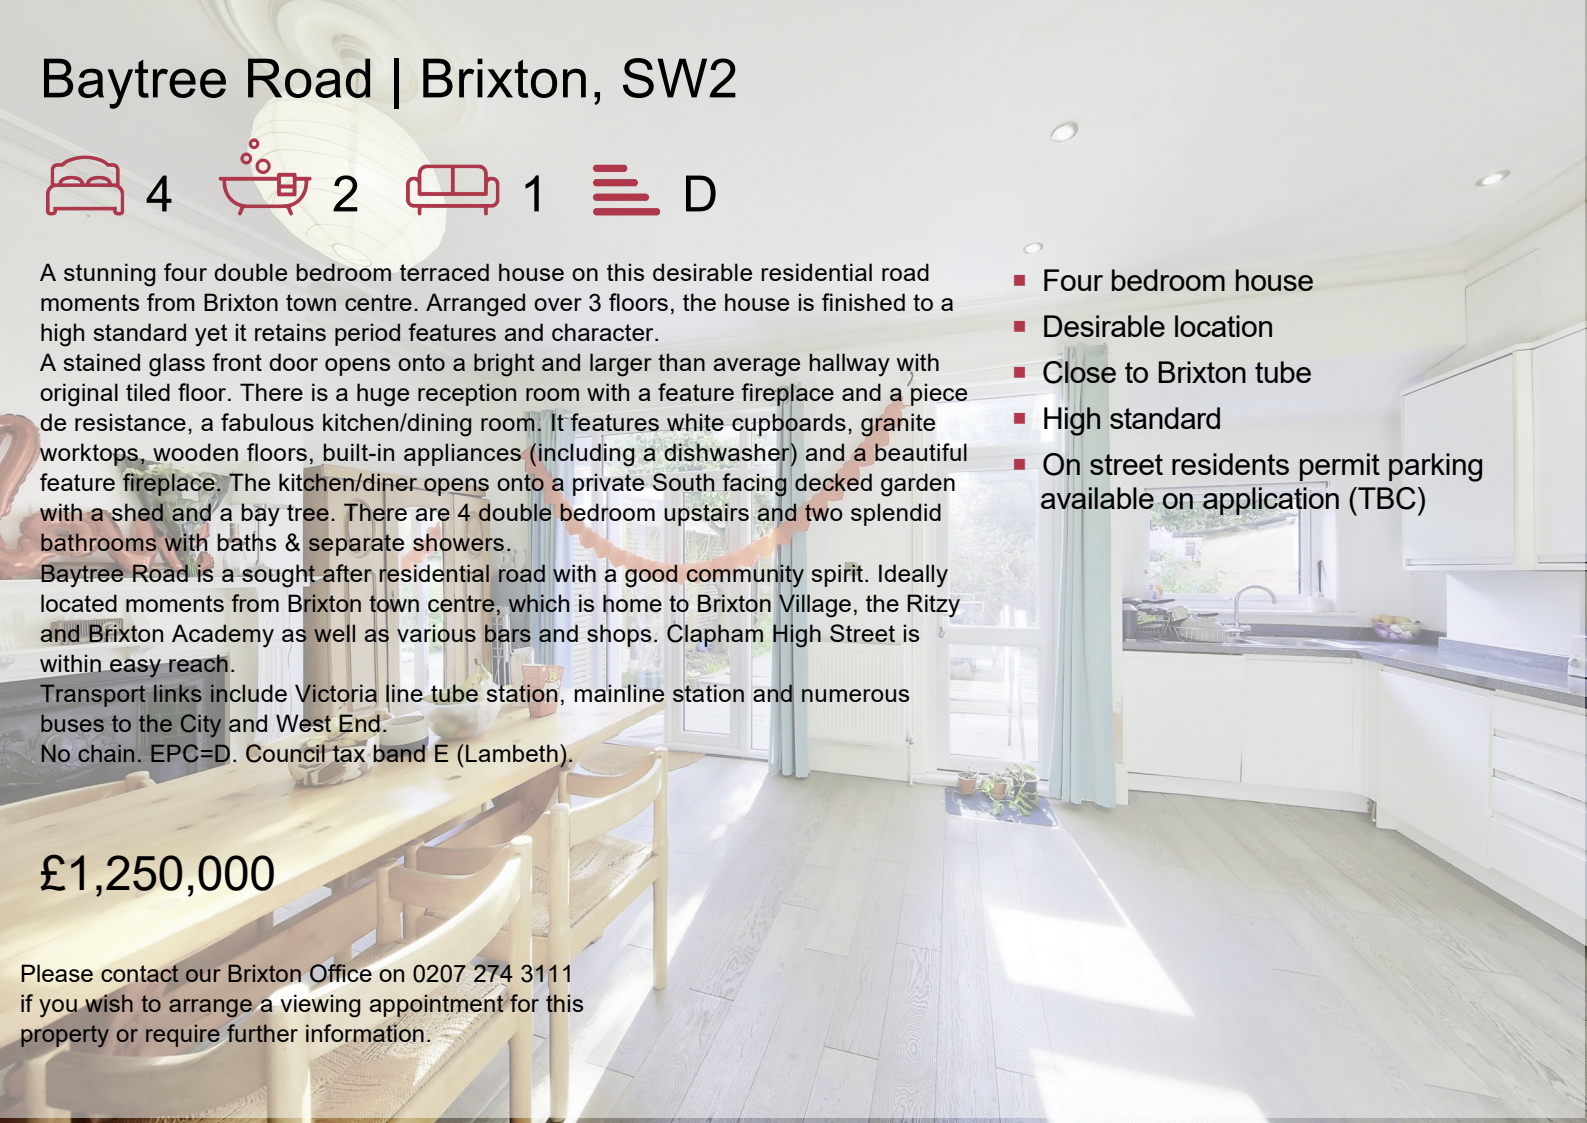 Baytree Road | Brixton, SW2
4 2 1 D
A stunning four double bedroom terraced house on this desirable residential road
moments from Brixton town centre. Arranged over 3 floors, the house is finished to a
high standard yet it retains period features and character.
A stained glass front door opens onto a bright and larger than average hallway with
original tiled floor. There is a huge reception room with a feature fireplace and a piece
de resistance, a fabulous kitchen/dining room. It features white cupboards, granite
worktops, wooden floors, built-in appliances (including a dishwasher) and a beautiful
feature fireplace. The kitchen/diner opens onto a private South facing decked garden
with a shed and a bay tree. There are 4 double bedroom upstairs and two splendid
bathrooms with baths & separate showers.
Baytree Road is a sought after residential road with a good community spirit. Ideally
located moments from Brixton town centre, which is home to Brixton Village, the Ritzy
and Brixton Academy as well as various bars and shops. Clapham High Street is
within easy reach.
Transport links include Victoria line tube station, mainline station and numerous
buses to the City and West End.
No chain. EPC=D. Council tax band E (Lambeth).
■ Four bedroom house
■ Desirable location
■ Close to Brixton tube
■ High standard
■ On street residents permit parking
available on application (TBC)
£1,250,000
Please contact our Brixton Office on 0207 274 3111
if you wish to arrange a viewing appointment for this
property or require further information.